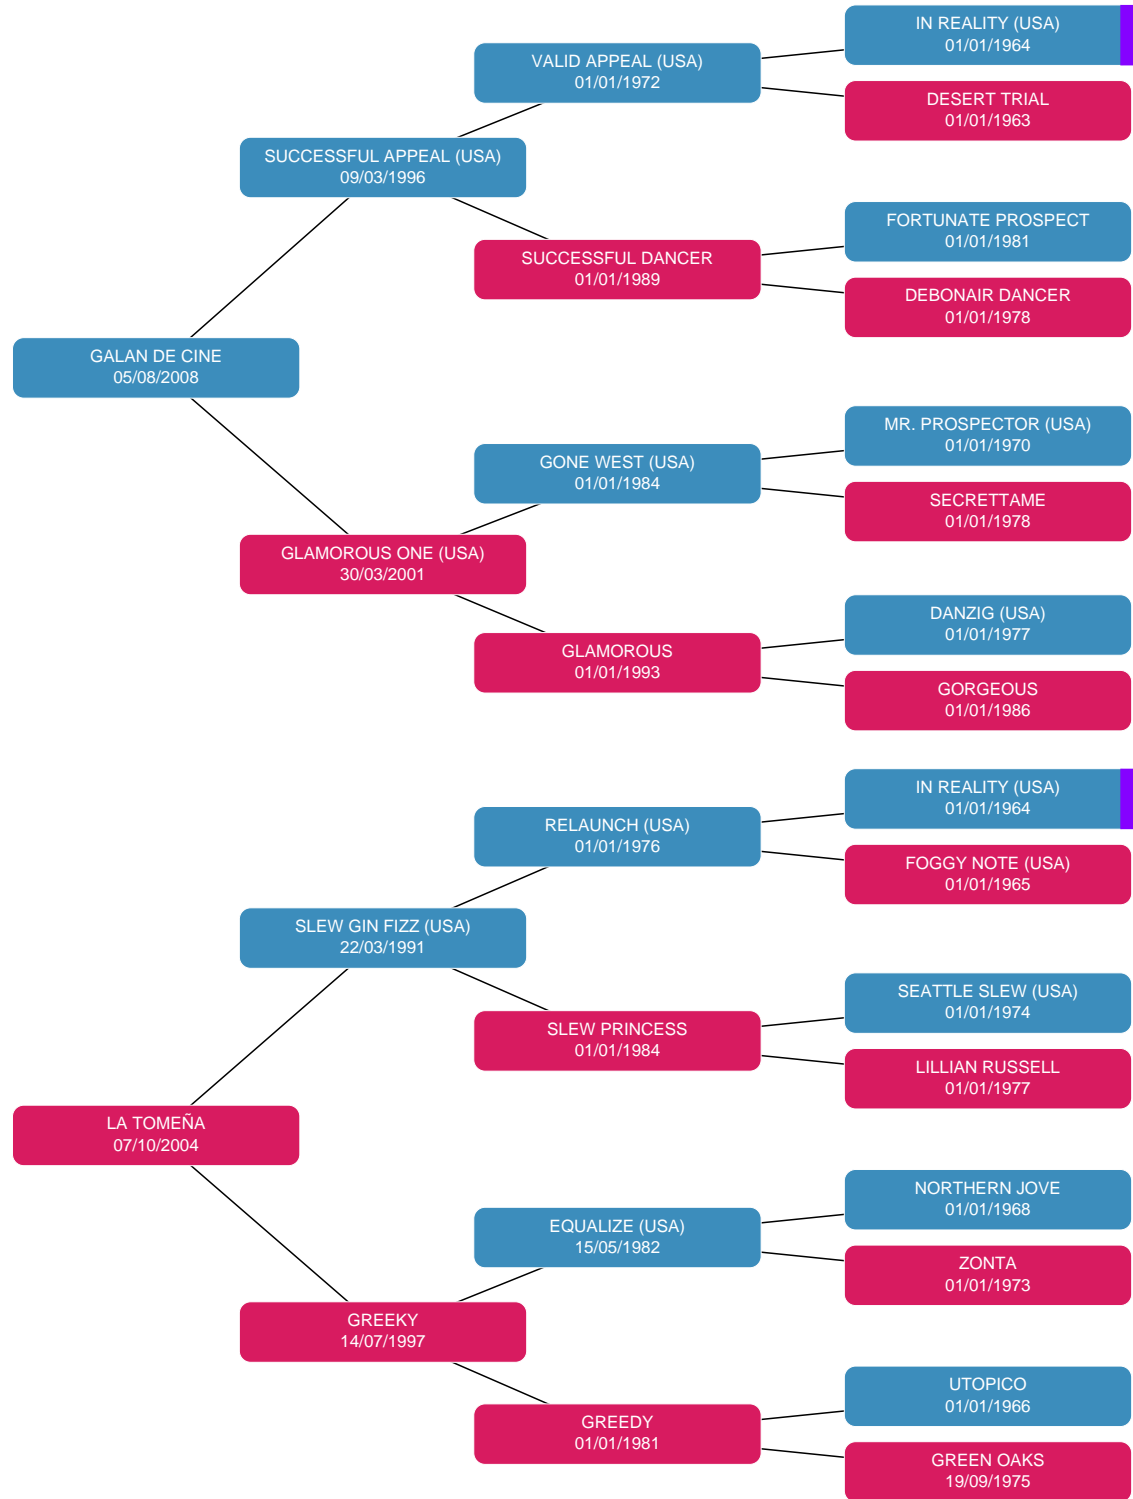 IN REALITY (USA)
01/01/1964
VALID APPEAL (USA)
01/01/1972
DESERT TRIAL
01/01/1963
SUCCESSFUL APPEAL (USA)
09/03/1996
FORTUNATE PROSPECT
01/01/1981
SUCCESSFUL DANCER
01/01/1989
DEBONAIR DANCER
01/01/1978
GALAN DE CINE
05/08/2008
MR. PROSPECTOR (USA)
01/01/1970
GONE WEST (USA)
01/01/1984
SECRETTAME
01/01/1978
GLAMOROUS ONE (USA)
30/03/2001
DANZIG (USA)
01/01/1977
GLAMOROUS
01/01/1993
GORGEOUS
01/01/1986
IN REALITY (USA)
01/01/1964
RELAUNCH (USA)
01/01/1976
FOGGY NOTE (USA)
01/01/1965
SLEW GIN FIZZ (USA)
22/03/1991
SEATTLE SLEW (USA)
01/01/1974
SLEW PRINCESS
01/01/1984
LILLIAN RUSSELL
01/01/1977
LA TOMEÑA
07/10/2004
NORTHERN JOVE
01/01/1968
EQUALIZE (USA)
15/05/1982
ZONTA
01/01/1973
GREEKY
14/07/1997
UTOPICO
01/01/1966
GREEDY
01/01/1981
GREEN OAKS
19/09/1975